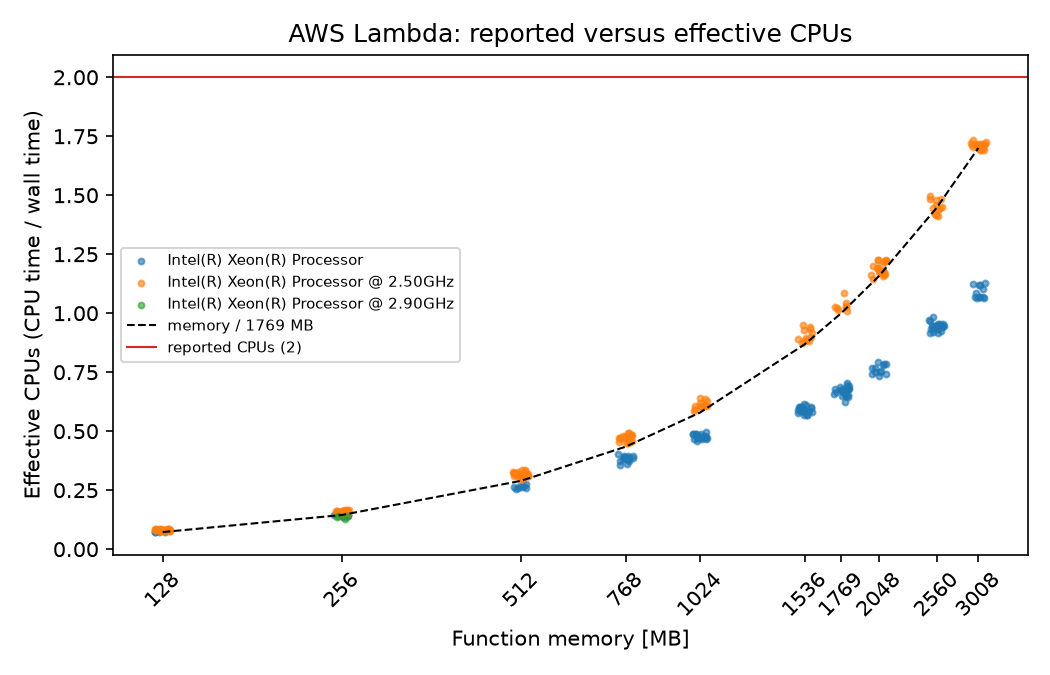 AWS Lambda: reported versus effective CPUs
Effective CPUs (CPU time / wall time)
2.00
1.75
1.50
1.25
1.00
0.75
0.50
0.25
0.00
Intel(R) Xeon(R) Processor
Intel(R) Xeon(R) Processor @ 2.50GHz
Intel(R) Xeon(R) Processor @ 2.90GHz
memory / 1769 MB
reported CPUs (2)
128
256
512
768
1024
1536
1769
2048
2560
3008
Function memory [MB]